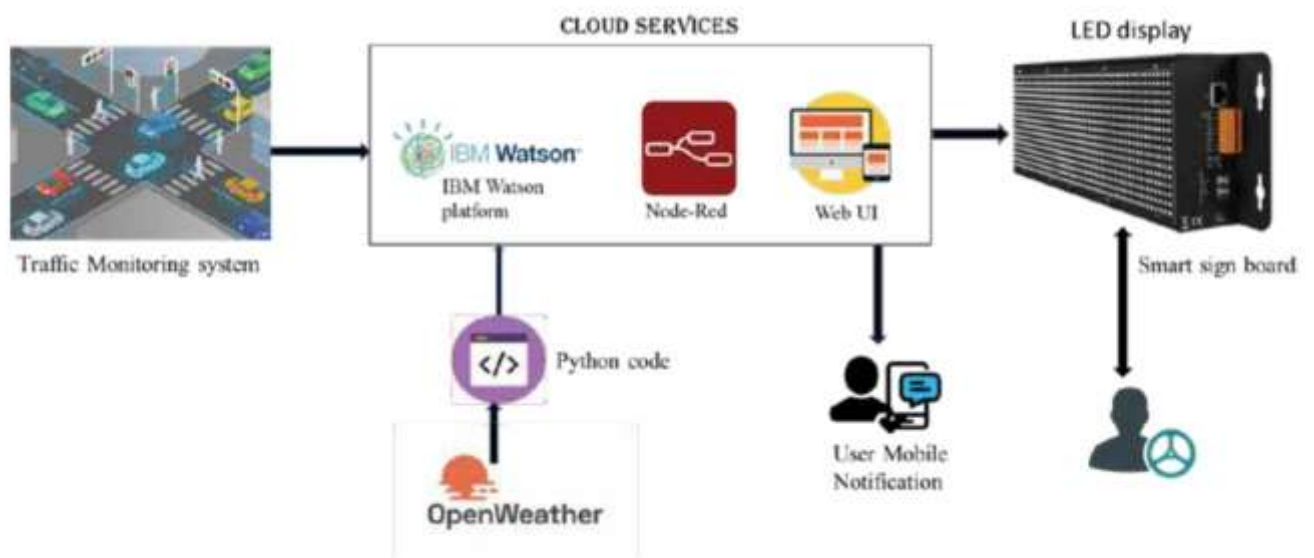 CLOUD SERVICES
LED display
IBM Watson
IBM Watson
platform
Node-Red
Web UI
Traffic Monitoring system
Smart sign board
</>
Python code
User Mobile
Notification
OpenWeather